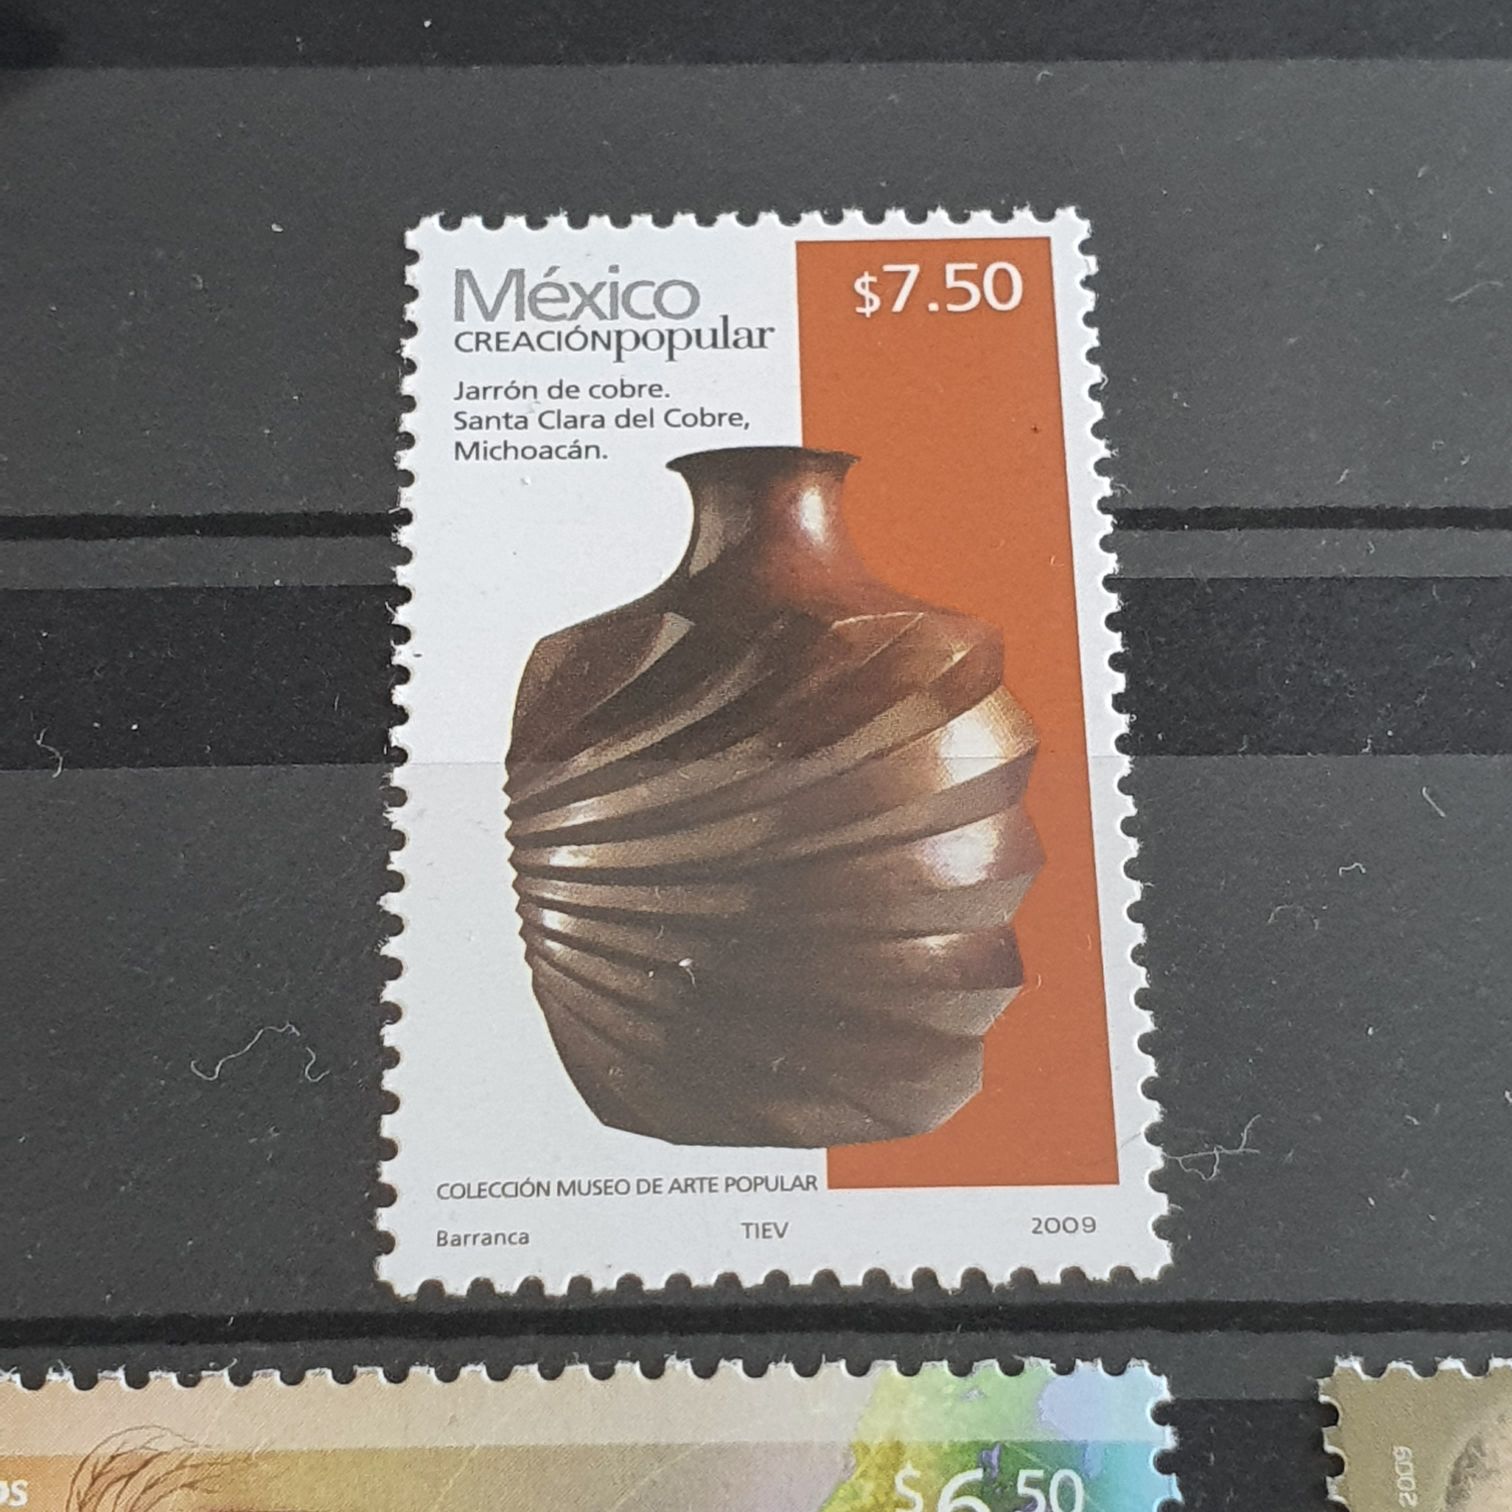 México
$7.50
CREACIÓNpopular
Jarrón de cobre.
Santa Clara del Cobre,
Michoacán.
COLECCIÓN MUSEO DE ARTE POPULAR
Barranca TIEV 2009
$6.50
2009